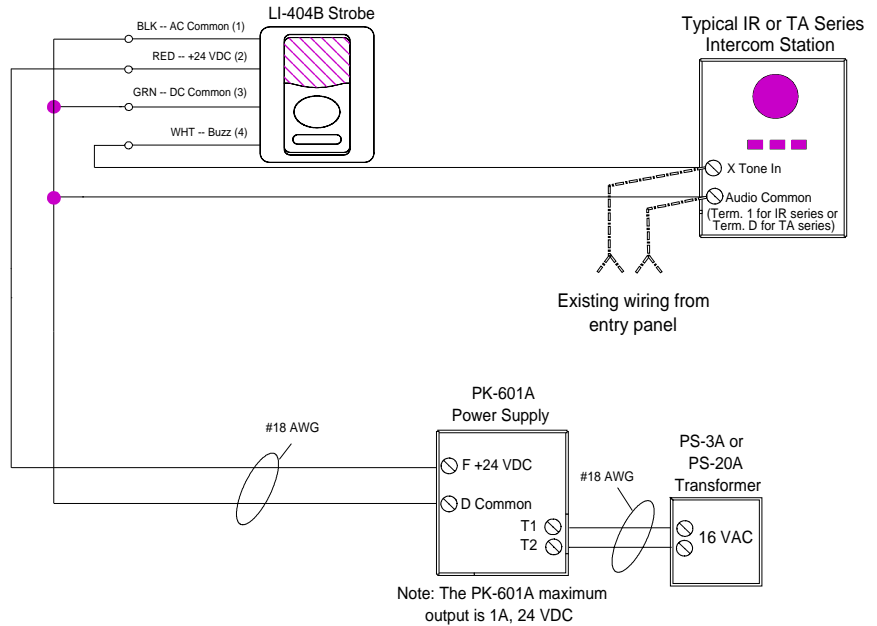 LI-404B Strobe
BLK -- AC Common (1)
RED -- +24 VDC (2)
GRN -- DC Common (3)
WHT -- Buzz (4)
Typical IR or TA Series
Intercom Station
X Tone In
Audio Common
(Term. 1 for IR series or
Term. D for TA series)
Existing wiring from
entry panel
PK-601A
Power Supply
#18 AWG
F +24 VDC
D Common
T1
T2
#18 AWG
PS-3A or
PS-20A
Transformer
16 VAC
Note: The PK-601A maximum
output is 1A, 24 VDC